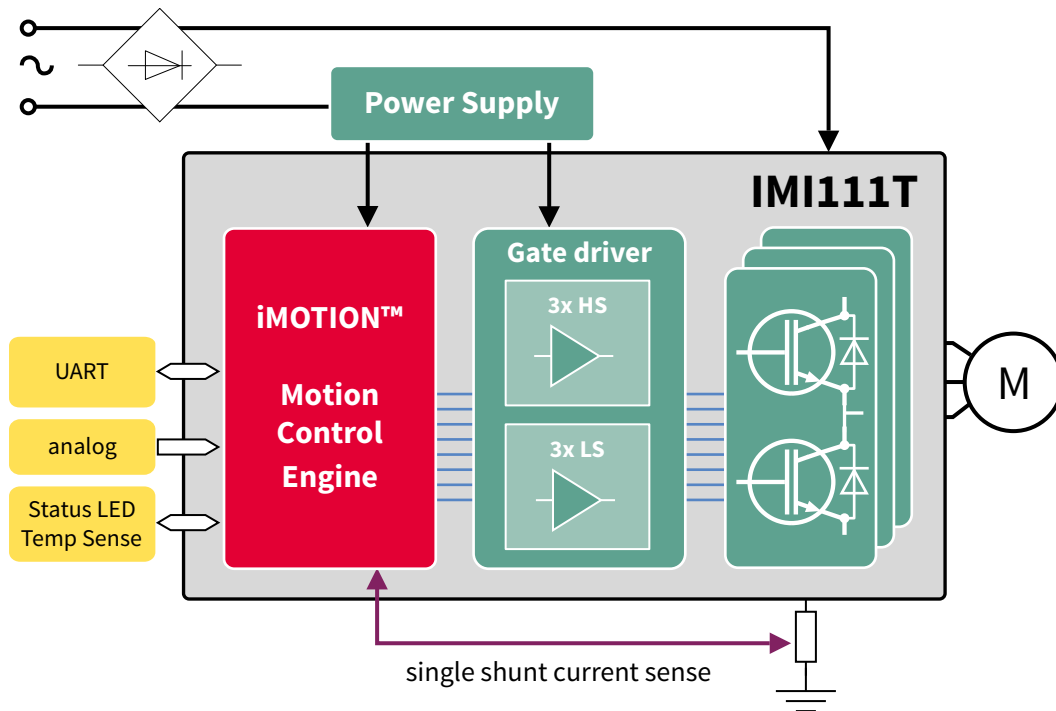 Power Supply
IMI111T
iMOTION™
Motion
Control
Engine
Gate driver
3x HS
3x LS
UART
analog
Status LED
Temp Sense
M
single shunt current sense